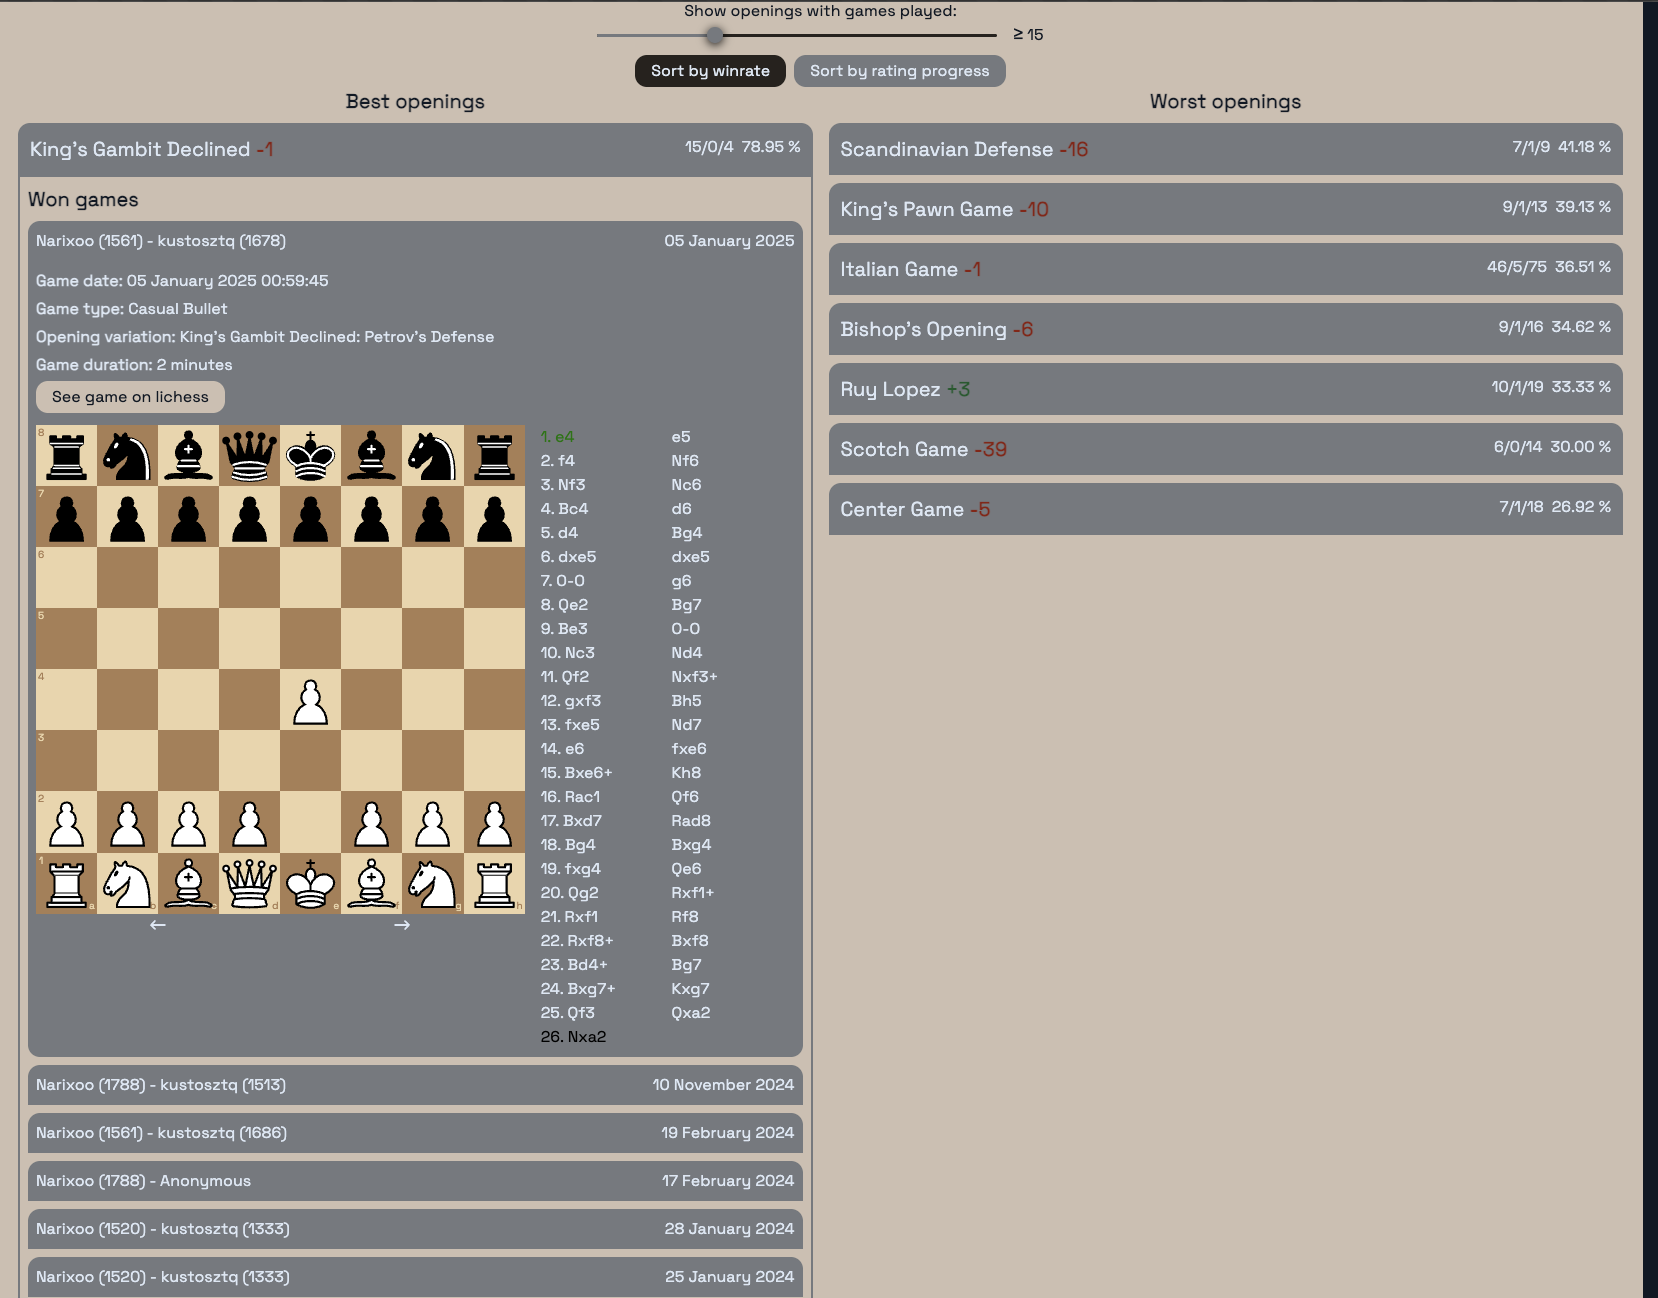 Show openings with games played:
≥ 15
Sort by winrate Sort by rating progress
Best openings
King's Gambit Declined -1 15/0/4 78.95 %
Won games
Narixoo (1561) - kustosztq (1678) 05 January 2025
Game date: 05 January 2025 00:59:45
Game type: Casual Bullet
Opening variation: King's Gambit Declined: Petrov's Defense
Game duration: 2 minutes
See game on lichess
8
7
6
5
4
3
2
1
a b c d e f g h
← →
1. e4 e5
2. f4 Nf6
3. Nf3 Nc6
4. Bc4 d6
5. d4 Bg4
6. dxe5 dxe5
7. O-O g6
8. Qe2 Bg7
9. Be3 O-O
10. Nc3 Nd4
11. Qf2 Nxf3+
12. gxf3 Bh5
13. fxe5 Nd7
14. e6 fxe6
15. Bxe6+ Kh8
16. Rac1 Qf6
17. Bxd7 Rad8
18. Bg4 Bxg4
19. fxg4 Qe6
20. Qg2 Rxf1+
21. Rxf1 Rf8
22. Rxf8+ Bxf8
23. Bd4+ Bg7
24. Bxg7+ Kxg7
25. Qf3 Qxa2
26. Nxa2
Narixoo (1788) - kustosztq (1513) 10 November 2024
Narixoo (1561) - kustosztq (1686) 19 February 2024
Narixoo (1788) - Anonymous 17 February 2024
Narixoo (1520) - kustosztq (1333) 28 January 2024
Narixoo (1520) - kustosztq (1333) 25 January 2024
Worst openings
Scandinavian Defense -16 7/1/9 41.18 %
King's Pawn Game -10 9/1/13 39.13 %
Italian Game -1 46/5/75 36.51 %
Bishop's Opening -6 9/1/16 34.62 %
Ruy Lopez +3 10/1/19 33.33 %
Scotch Game -39 6/0/14 30.00 %
Center Game -5 7/1/18 26.92 %